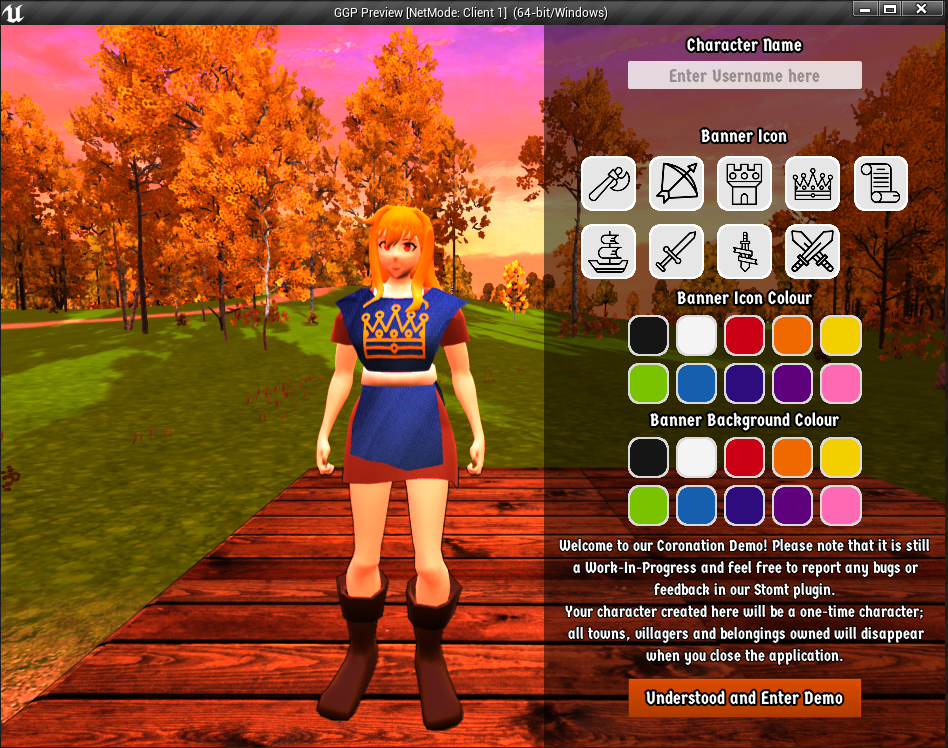 GGP Preview [NetMode: Client 1] (64-bit/Windows)
Character Name
Enter Username here
Banner Icon
Banner Icon Colour
Banner Background Colour
Welcome to our Coronation Demo! Please note that it is still
a Work-In-Progress and feel free to report any bugs or
feedback in our Stomt plugin.
Your character created here will be a one-time character;
all towns, villagers and belongings owned will disappear
when you close the application.
Understood and Enter Demo